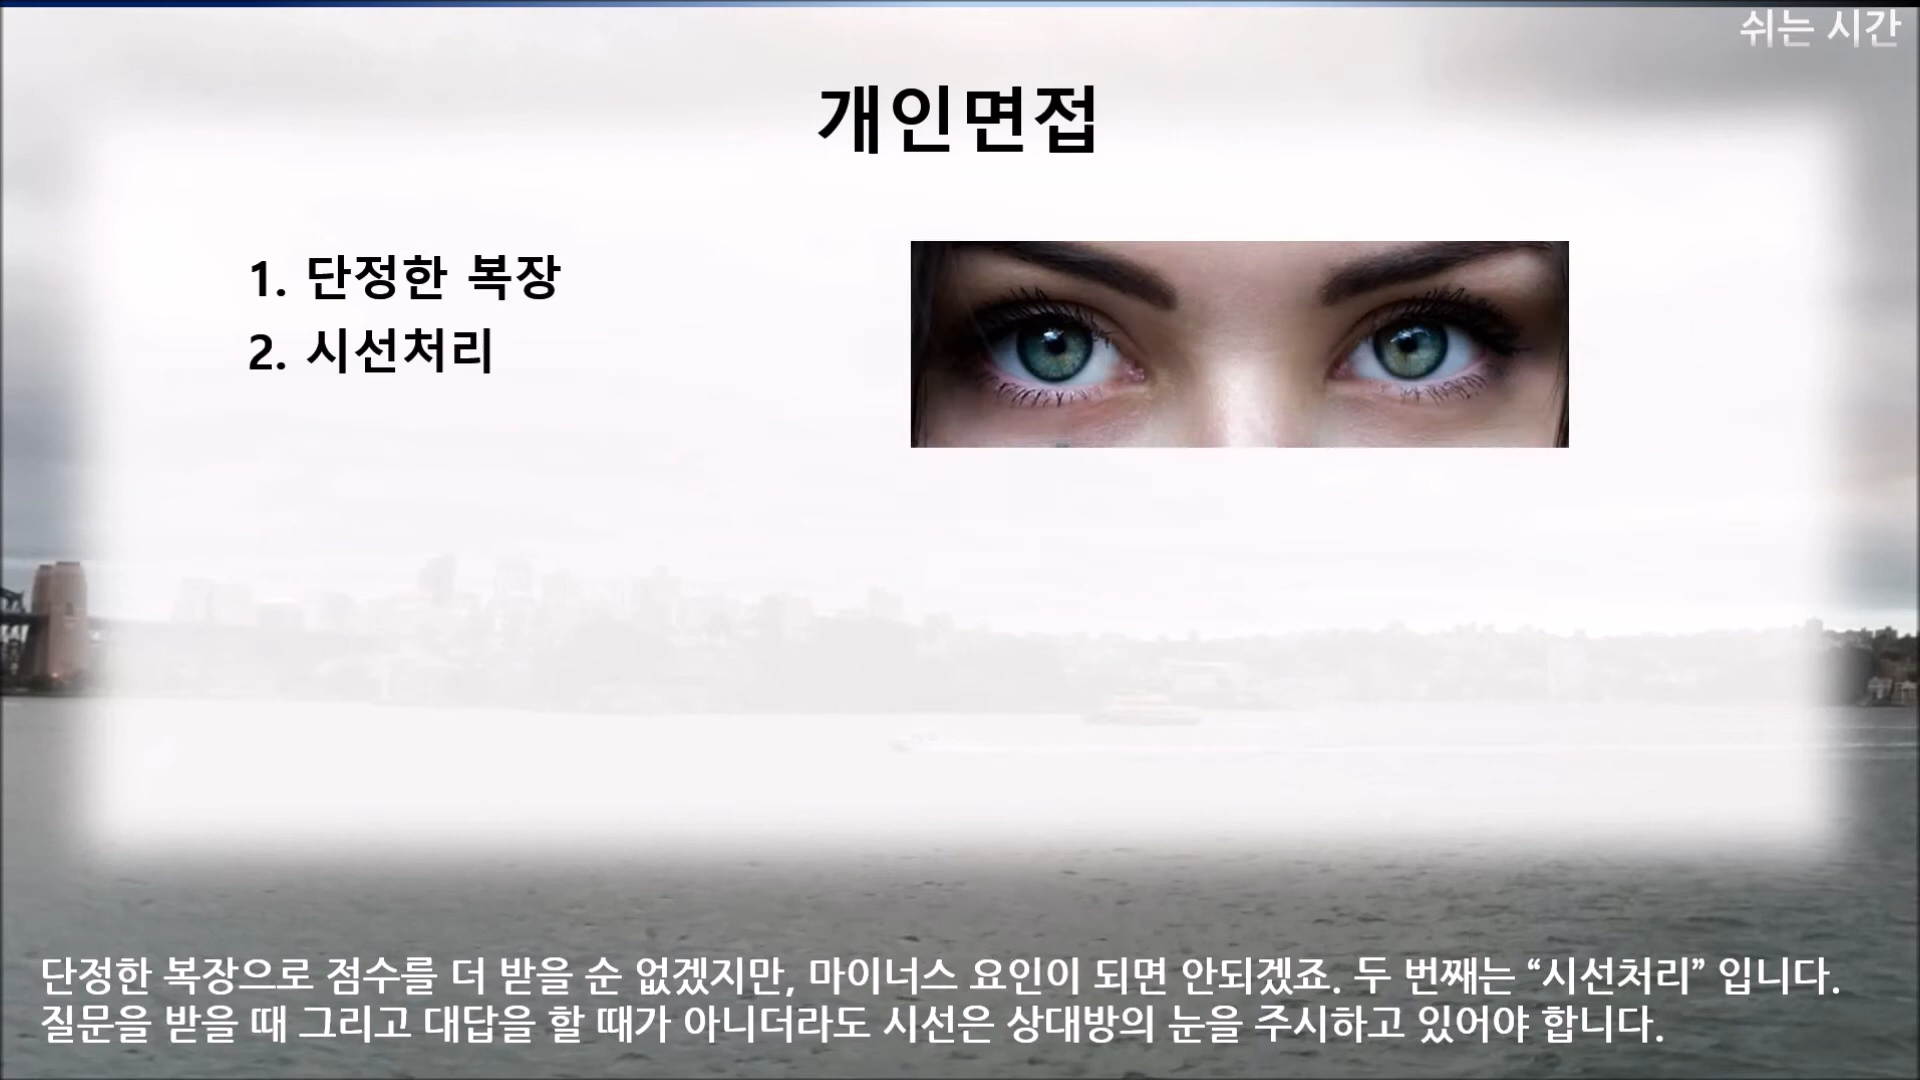 쉬는 시간
개인면접
1. 단정한 복장
2. 시선처리
단정한 복장으로 점수를 더 받을 순 없겠지만, 마이너스 요인이 되면 안되겠죠. 두 번째는 “시선처리” 입니다.
질문을 받을 때 그리고 대답을 할 때가 아니더라도 시선은 상대방의 눈을 주시하고 있어야 합니다.